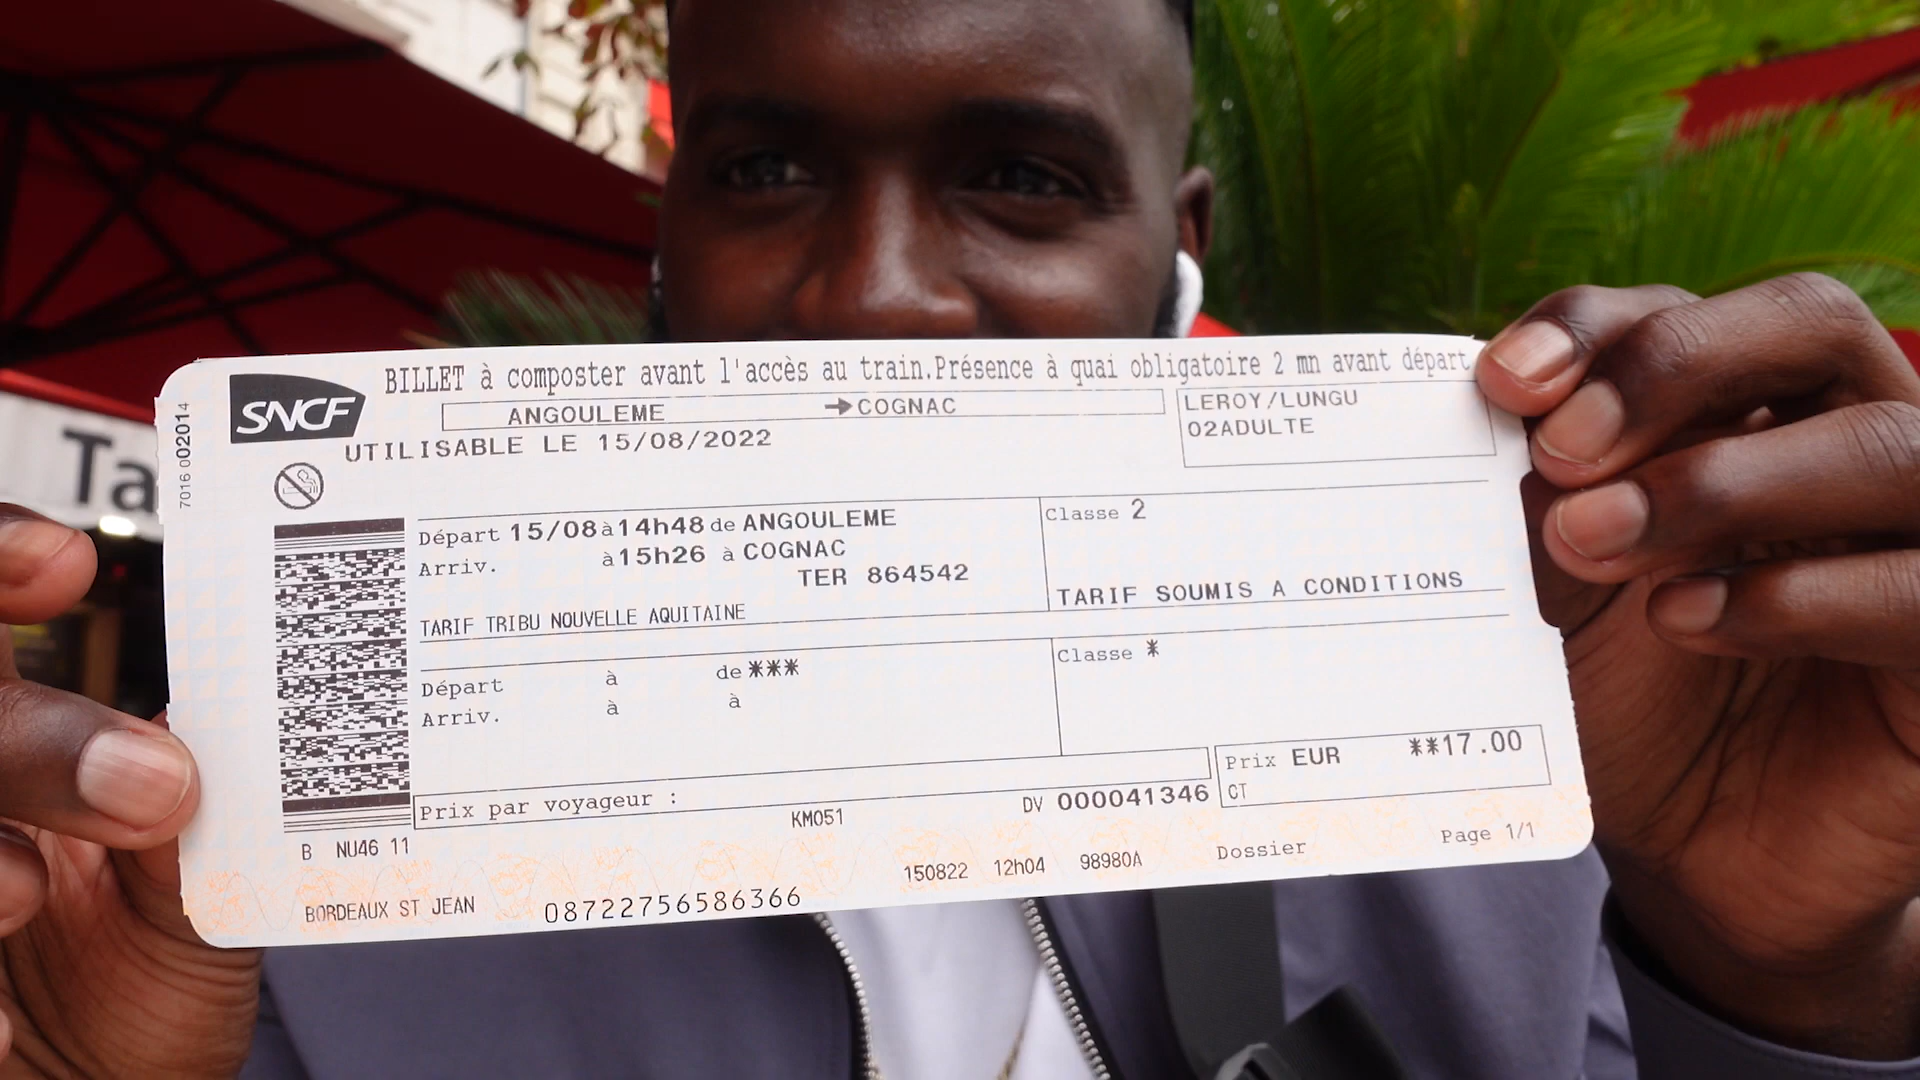 BILLET à composter avant l'accès au train.Présence à quai obligatoire 2 mn avant départ
SNCF
ANGOULEME → COGNAC
LEROY/LUNGU
02ADULTE
UTILISABLE LE 15/08/2022
7016 002014
Départ 15/08 à 14h48 de ANGOULEME
Arriv. à 15h26 à COGNAC
TER 864542
Classe 2
TARIF TRIBU NOUVELLE AQUITAINE
TARIF SOUMIS A CONDITIONS
Départ à de ***
Arriv. à à
Classe *
Prix par voyageur :
Prix EUR **17.00
CT
KM051
DV 000041346
B NU46 11
BORDEAUX ST JEAN
08722756586366
150822 12h04 98980A
Dossier
Page 1/1
Ta